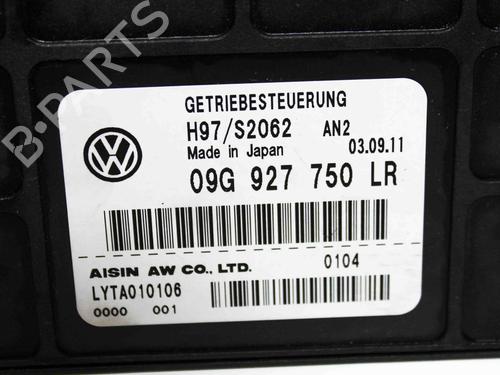 B-PARTS
GETRIEBESTEUERUNG
H97/S2062 AN2
Made in Japan 03.09.11
09G 927 750 LR
AISIN AW CO., LTD. 0104
LYTA010106
0000 001